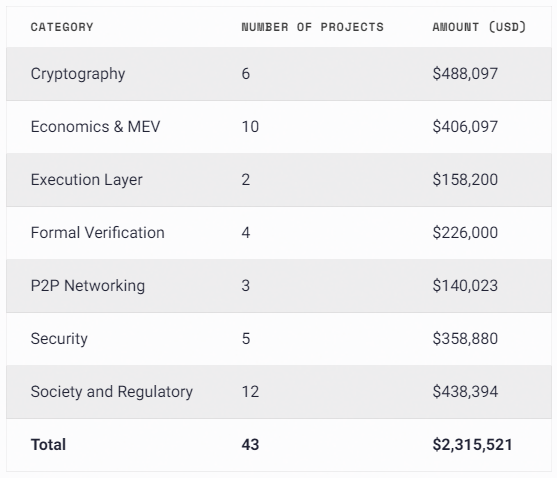 CATEGORY NUMBER OF PROJECTS AMOUNT (USD)
Cryptography 6 $488,097
Economics & MEV 10 $406,097
Execution Layer 2 $158,200
Formal Verification 4 $226,000
P2P Networking 3 $140,023
Security 5 $358,880
Society and Regulatory 12 $438,394
Total 43 $2,315,521